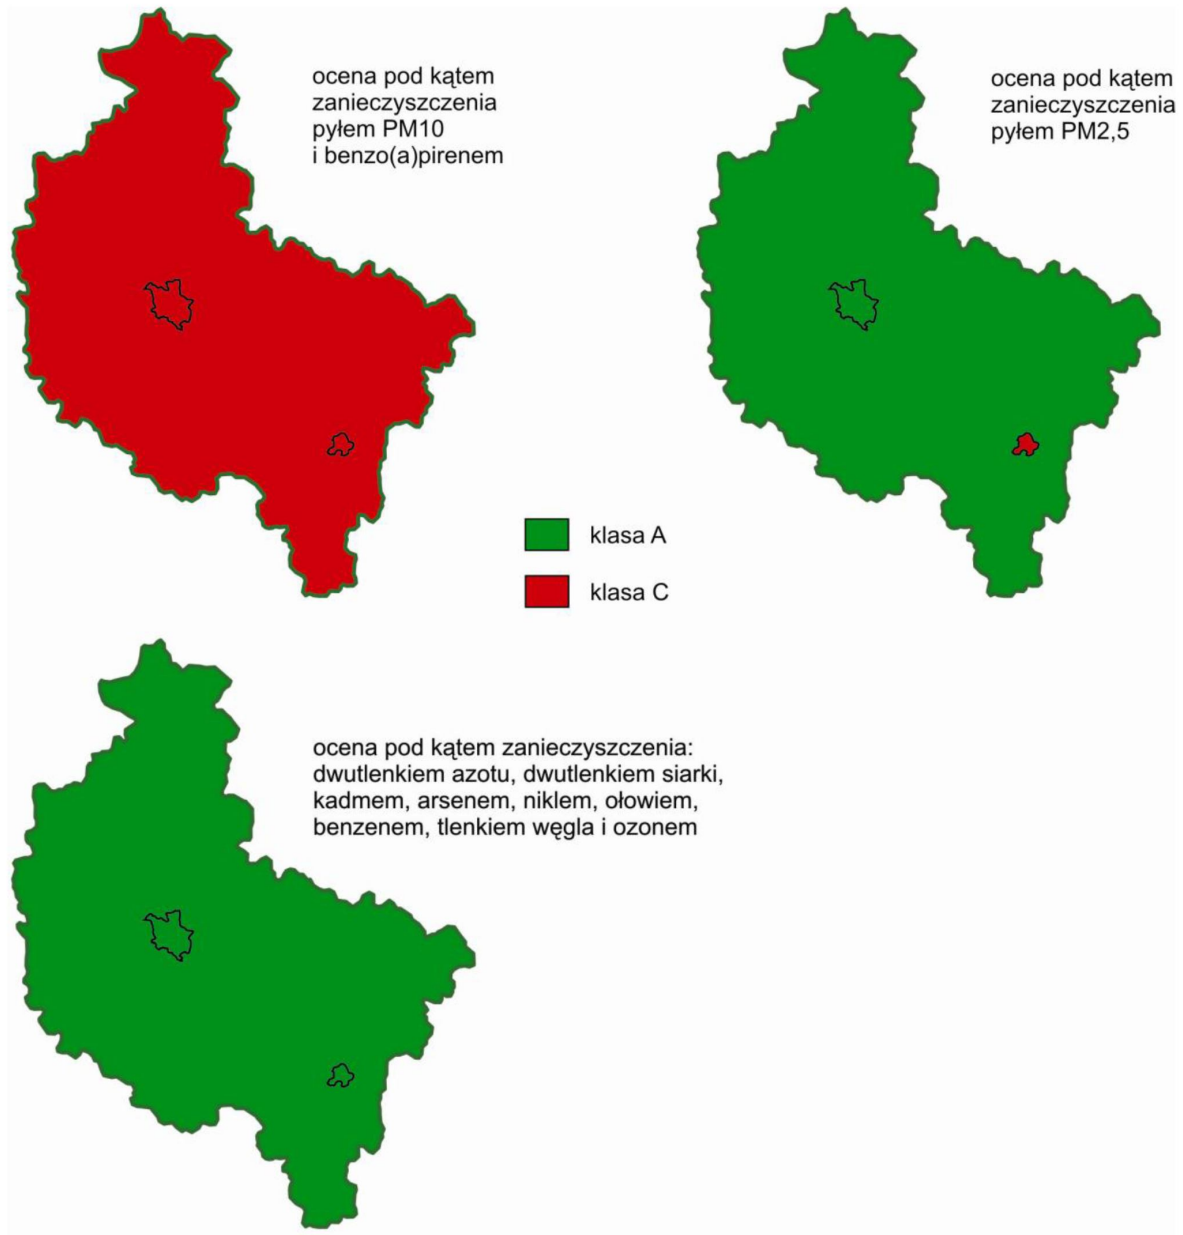 ocena pod kątem
zanieczyszczenia
pyłem PM10
i benzo(a)pirenem
ocena pod kątem
zanieczyszczenia
pyłem PM2,5
klasa A
klasa C
ocena pod kątem zanieczyszczenia:
dwutlenkiem azotu, dwutlenkiem siarki,
kadmem, arsenem, niklem, ołowiem,
benzenem, tlenkiem węgla i ozonem